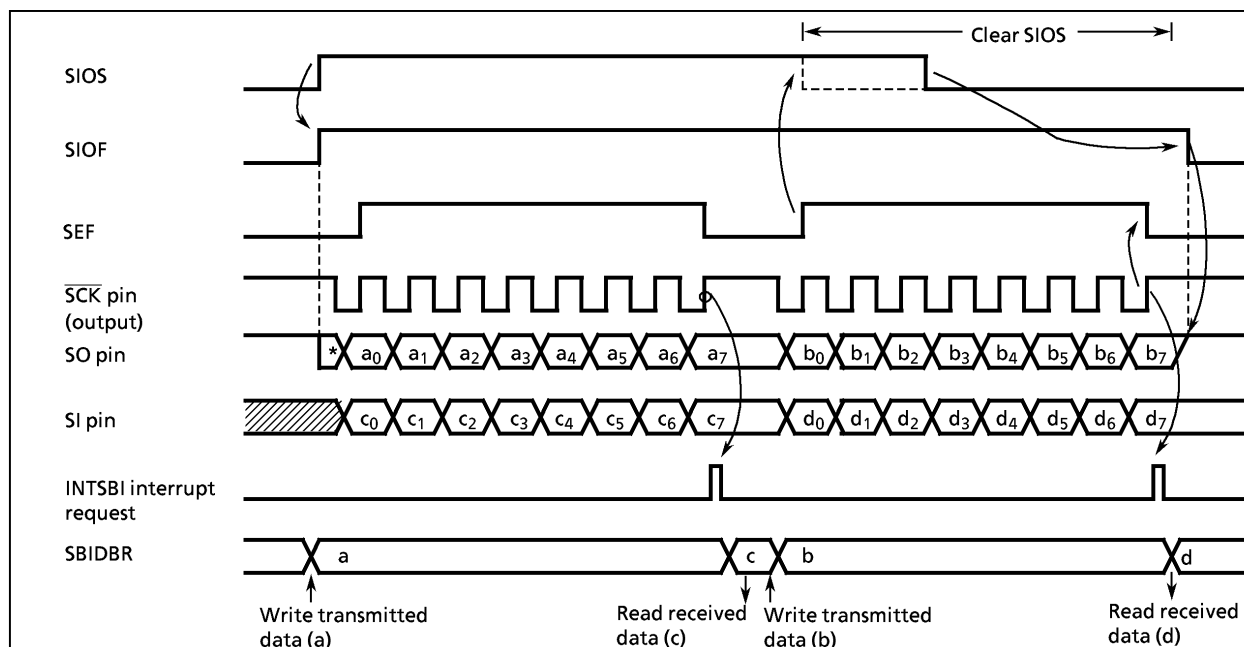 Clear SIOS
SIOS
SIOF
SEF
SCK pin
(output)
SO pin
* a0 a1 a2 a3 a4 a5 a6 a7 b0 b1 b2 b3 b4 b5 b6 b7
SI pin
c0 c1 c2 c3 c4 c5 c6 c7 d0 d1 d2 d3 d4 d5 d6 d7
INTSBI interrupt
request
SBIDBR
a c b d
Write transmitted
data (a)
Read received
data (c)
Write transmitted
data (b)
Read received
data (d)